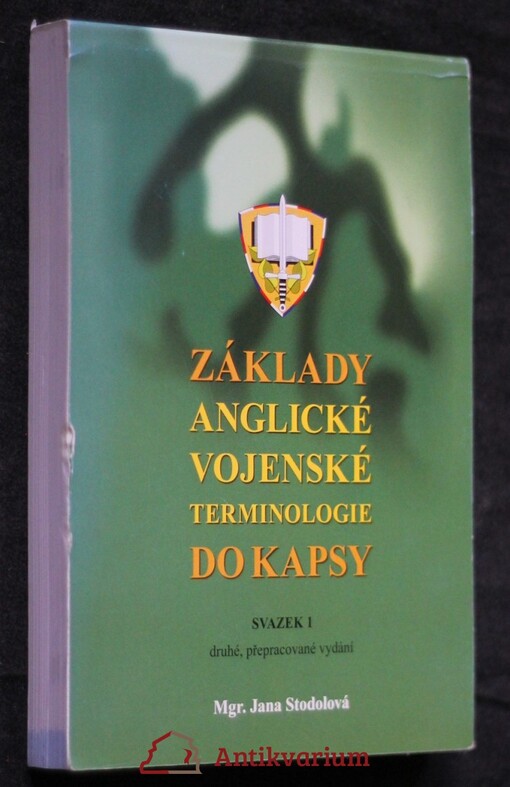 ZÁKLADY
ANGLICKÉ
VOJENSKÉ
TERMINOLOGIE
DO KAPSY
SVAZEK 1
druhé, přepracované vydání
Mgr. Jana Stodolová
Antikvarium